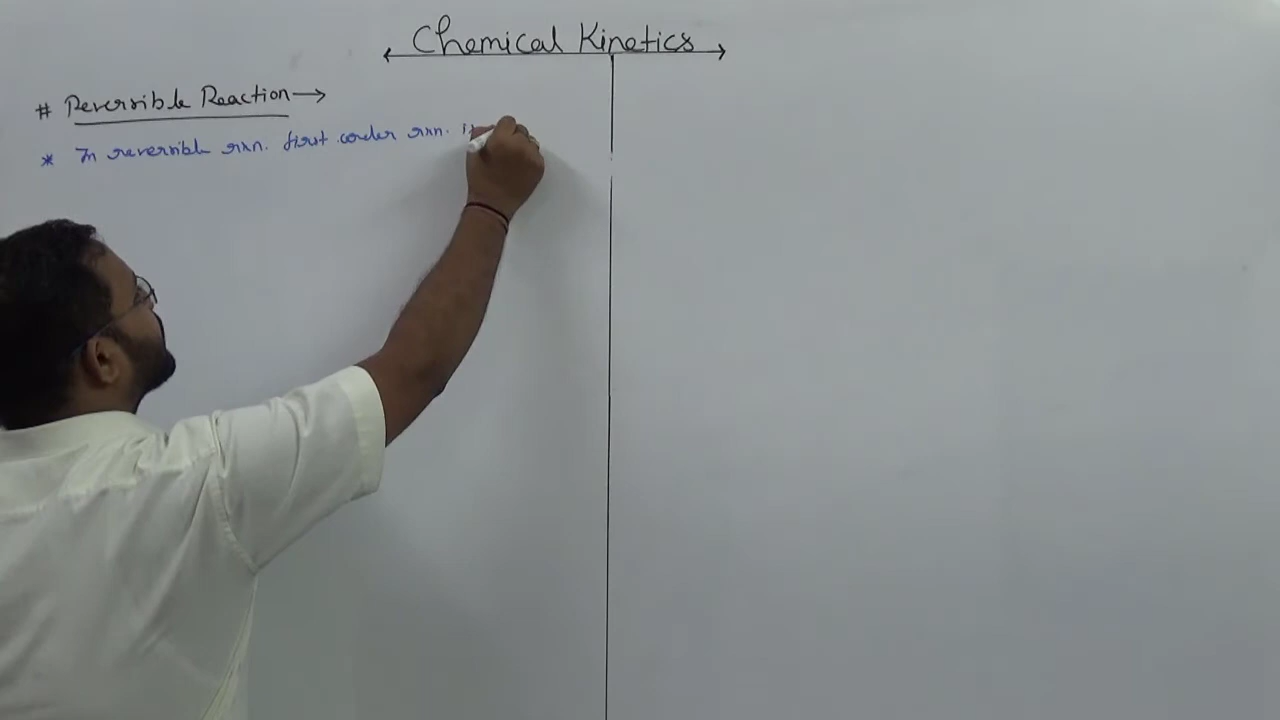 Chemical Kinetics
# Reversible Reaction →
* In reversible rxn. first order rxn.